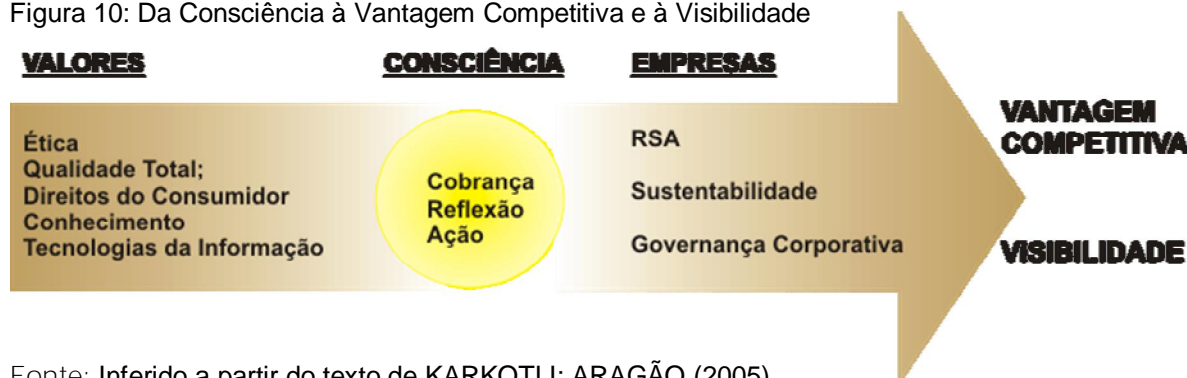 Figura 10: Da Consciência à Vantagem Competitiva e à Visibilidade
VALORES
Ética
Qualidade Total;
Direitos do Consumidor
Conhecimento
Tecnologias da Informação
CONSCIÊNCIA
Cobrança
Reflexão
Ação
EMPRESAS
RSA
Sustentabilidade
Governança Corporativa
VANTAGEM
COMPETITIVA
VISIBILIDADE
Fonte: Inferido a partir do texto de KARKOTLI; ARAGÃO (2005)